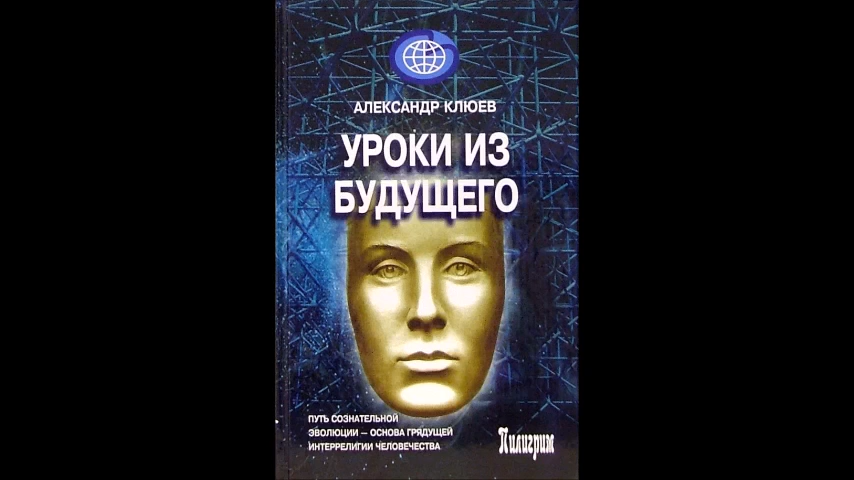 АЛЕКСАНДР КЛЮЕВ
УРОКИ ИЗ
БУДУЩЕГО
ПУТЬ СОЗНАТЕЛЬНОЙ
ЭВОЛЮЦИИ — ОСНОВА ГРЯДУЩЕЙ
ИНТЕРРЕЛИГИИ ЧЕЛОВЕЧЕСТВА
Пилигрим